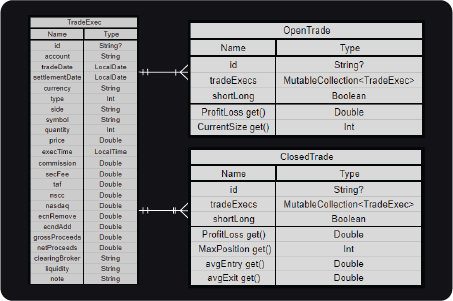 TradeExec
Name Type
id String?
account String
tradeDate LocalDate
settlementDate LocalDate
currency String
type Int
side String
symbol String
quantity Int
price Double
execTime LocalTime
commission Double
secFee Double
taf Double
nscc Double
nasdaq Double
ecnRemove Double
ecndAdd Double
grossProceeds Double
netProceeds Double
clearingBroker String
liquidity String
note String
OpenTrade
Name Type
id String?
tradeExecs MutableCollection<TradeExec>
shortLong Boolean
ProfitLoss get() Double
CurrentSize get() Int
ClosedTrade
Name Type
id String?
tradeExecs MutableCollection<TradeExec>
shortLong Boolean
ProfitLoss get() Double
MaxPosition get() Int
avgEntry get() Double
avgExit get() Double